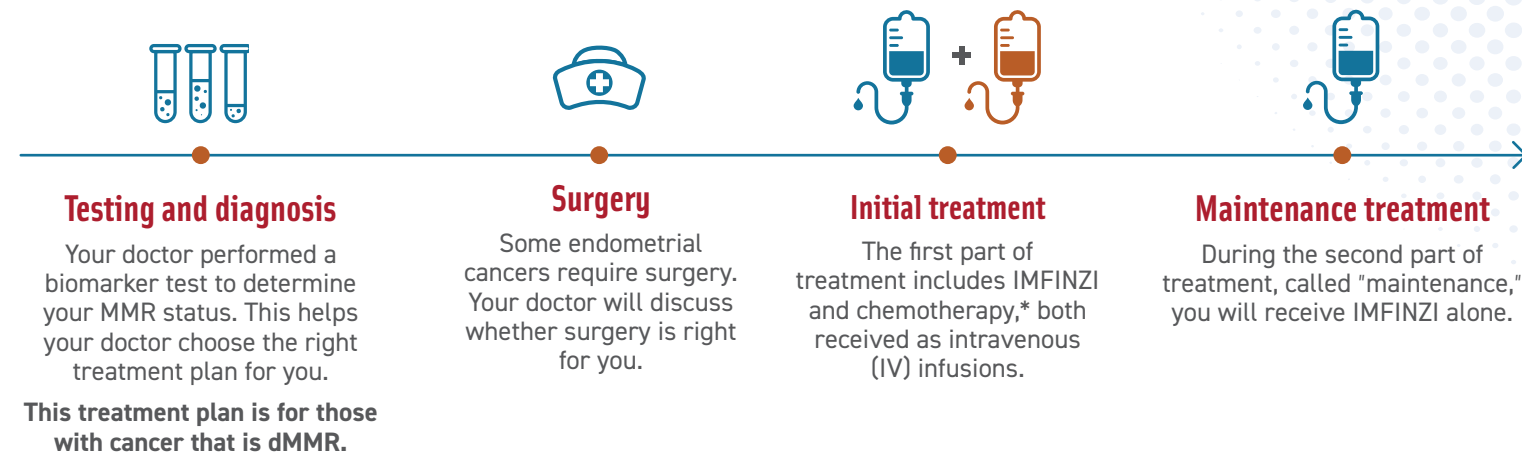 Testing and diagnosis
Your doctor performed a
biomarker test to determine
your MMR status. This helps
your doctor choose the right
treatment plan for you.
This treatment plan is for those
with cancer that is dMMR.
Surgery
Some endometrial
cancers require surgery.
Your doctor will discuss
whether surgery is right
for you.
Initial treatment
The first part of
treatment includes IMFINZI
and chemotherapy,* both
received as intravenous
(IV) infusions.
Maintenance treatment
During the second part of
treatment, called "maintenance,"
you will receive IMFINZI alone.